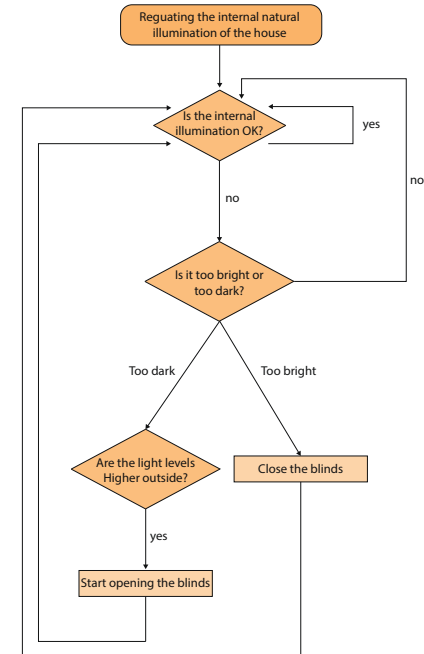 Reguating the internal natural
illumination of the house
Is the internal
illumination OK?
yes
no
no
Is it too bright or
too dark?
Too dark
Too bright
Are the light levels
Higher outside?
Close the blinds
yes
Start opening the blinds